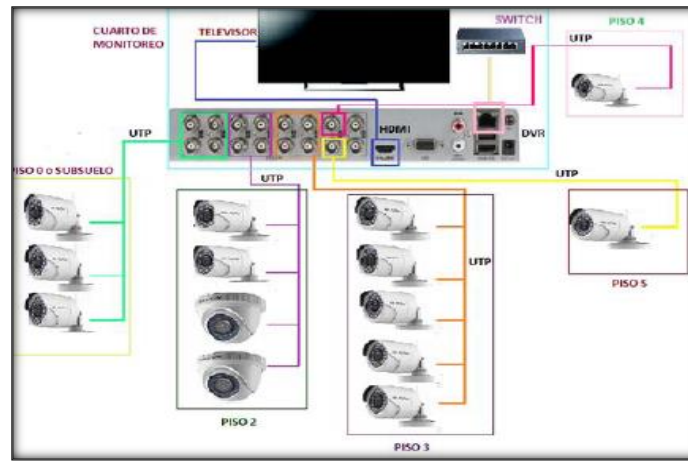 CUARTO DE
MONITOREO
TELEVISOR
SWITCH
PISO 4
UTP
UTP
HDMI
DVR
PISO 0 o SUBSUELO
UTP
UTP
UTP
UTP
PISO 5
PISO 2
PISO 3